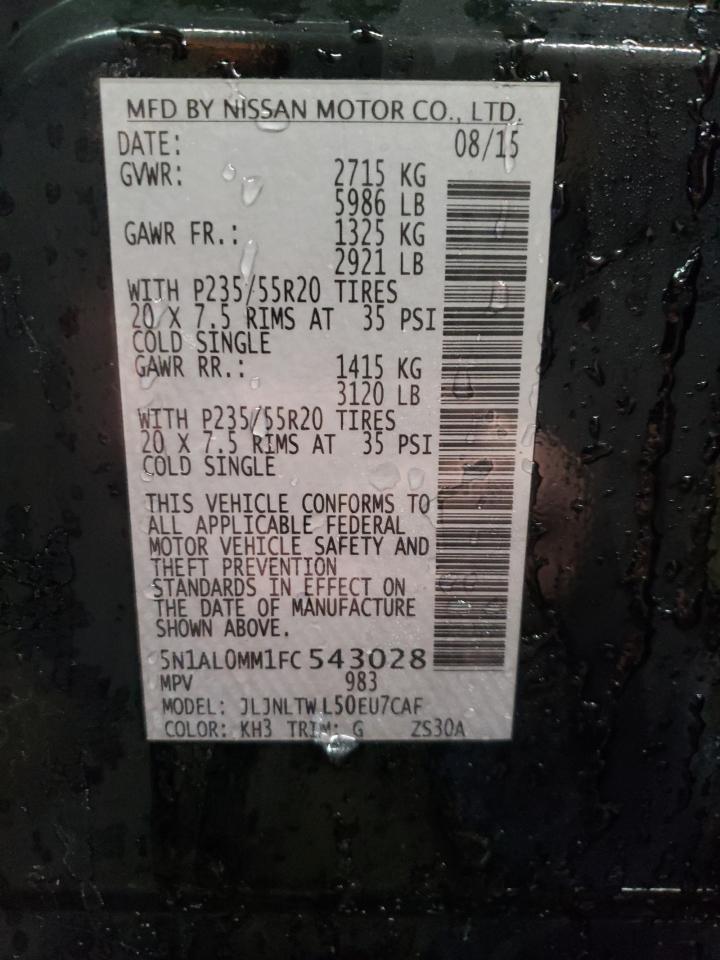 MFD BY NISSAN MOTOR CO., LTD.
DATE: 08/15
GVWR: 2715 KG
5986 LB
GAWR FR.: 1325 KG
2921 LB
WITH P235/55R20 TIRES
20 X 7.5 RIMS AT 35 PSI
COLD SINGLE
GAWR RR.: 1415 KG
3120 LB
WITH P235/55R20 TIRES
20 X 7.5 RIMS AT 35 PSI
COLD SINGLE
THIS VEHICLE CONFORMS TO
ALL APPLICABLE FEDERAL
MOTOR VEHICLE SAFETY AND
THEFT PREVENTION
STANDARDS IN EFFECT ON
THE DATE OF MANUFACTURE
SHOWN ABOVE.
5N1AL0MM1FC 543028
MPV 983
MODEL: JLJNLTWL50EU7CAF
COLOR: KH3 TRIM: G ZS30A